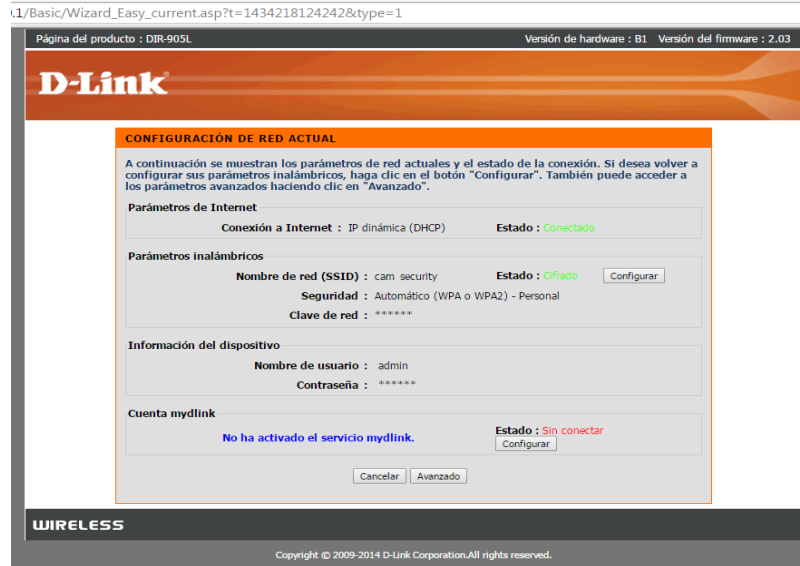 .1/Basic/Wizard_Easy_current.asp?t=1434218124242&type=1
Página del producto : DIR-905L Versión de hardware : B1 Versión del firmware : 2.03
D-Link
CONFIGURACIÓN DE RED ACTUAL
A continuación se muestran los parámetros de red actuales y el estado de la conexión. Si desea volver a
configurar sus parámetros inalámbricos, haga clic en el botón "Configurar". También puede acceder a
los parámetros avanzados haciendo clic en "Avanzado".
Parámetros de Internet
Conexión a Internet : IP dinámica (DHCP) Estado : Conectado
Parámetros inalámbricos
Nombre de red (SSID) : cam security Estado : Cifrado Configurar
Seguridad : Automático (WPA o WPA2) - Personal
Clave de red : ******
Información del dispositivo
Nombre de usuario : admin
Contraseña : ******
Cuenta mydlink
No ha activado el servicio mydlink. Estado : Sin conectar
Configurar
Cancelar Avanzado
WIRELESS
Copyright © 2009-2014 D-Link Corporation.All rights reserved.